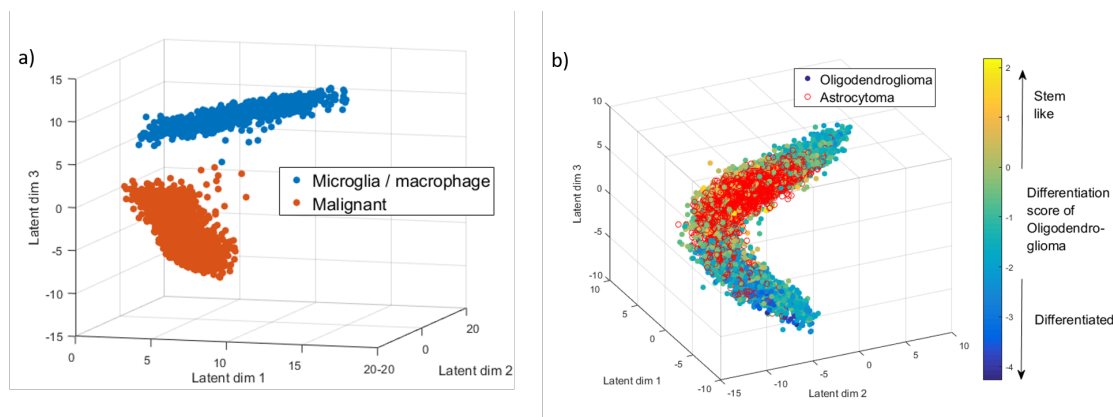 a)
15
10
5
0
-5
-10
-15
Latent dim 3
0
5
10
15
20
Latent dim 1
-20
0
20
Latent dim 2
Microglia / macrophage
Malignant
b)
10
5
0
-5
-10
Latent dim 3
10
5
0
-5
-10
Latent dim 1
-15
-10
-5
0
5
10
Latent dim 2
Oligodendroglioma
Astrocytoma
2
1
0
-1
-2
-3
-4
Stem
like
Differentiation
score of
Oligodendro-
glioma
Differentiated